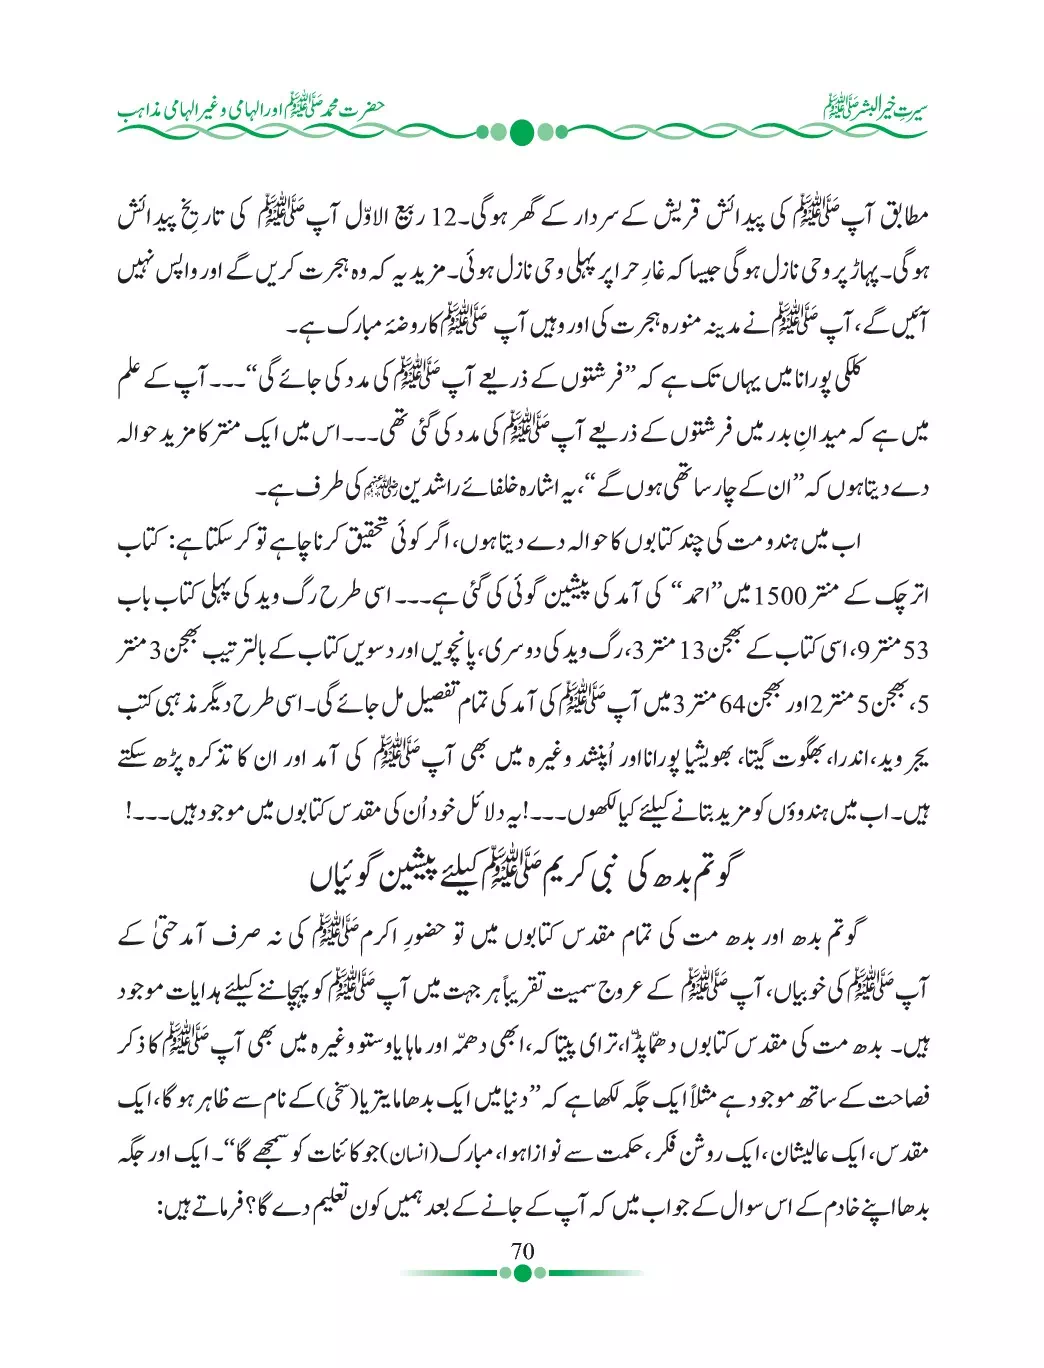 سیرتِ خیر البشر ﷺ
حضرت محمد ﷺ اور الہامی و غیر الہامی مذاہب
مطابق آپ ﷺ کی پیدائش قریش کے سردار کے گھر ہوگی۔ 12 ربیع الاوّل آپ ﷺ کی تاریخِ پیدائش
ہوگی۔ پہاڑ پر وحی نازل ہوگی جیسا کہ غارِ حرا پر پہلی وحی نازل ہوئی۔ مزید یہ کہ وہ ہجرت کریں گے اور واپس نہیں
آئیں گے، آپ ﷺ نے مدینہ منورہ ہجرت کی اور وہیں آپ ﷺ کا روضۂ مبارک ہے۔
کلکی پورانا میں یہاں تک ہے کہ ”فرشتوں کے ذریعے آپ ﷺ کی مدد کی جائے گی“۔۔۔ آپ کے علم
میں ہے کہ میدانِ بدر میں فرشتوں کے ذریعے آپ ﷺ کی مدد کی گئی تھی۔۔۔ اس میں ایک منتر کا مزید حوالہ
دے دیتا ہوں کہ ”ان کے چار ساتھی ہوں گے“، یہ اشارہ خلفائے راشدین رضی اللہ عنہم کی طرف ہے۔
اب میں ہندو مت کی چند کتابوں کا حوالہ دے دیتا ہوں، اگر کوئی تحقیق کرنا چاہے تو کر سکتا ہے: کتاب
اتر چک کے منتر 1500 میں ”احمد“ کی آمد کی پیشین گوئی کی گئی ہے۔۔۔ اسی طرح رگ وید کی پہلی کتاب باب
53 منتر 9، اسی کتاب کے بھجن 13 منتر 3، رگ وید کی دوسری، پانچویں اور دسویں کتاب کے بالترتیب بھجن 3 منتر
5، بھجن 5 منتر 2 اور بھجن 64 منتر 3 میں آپ ﷺ کی آمد کی تمام تفصیل مل جائے گی۔ اسی طرح دیگر مذہبی کتب
یجر وید، اندرا، بھگوت گیتا، بھویشیا پورانا اور اُپنشد وغیرہ میں بھی آپ ﷺ کی آمد اور ان کا تذکرہ پڑھ سکتے
ہیں۔ اب میں ہندوؤں کو مزید بتانے کیلئے کیا لکھوں۔۔۔! یہ دلائل خود اُن کی مقدس کتابوں میں موجود ہیں۔۔۔!
گوتم بدھ کی نبی کریم ﷺ کیلئے پیشین گوئیاں
گوتم بدھ اور بدھ مت کی تمام مقدس کتابوں میں تو حضورِ اکرم ﷺ کی نہ صرف آمد حتیٰ کے
آپ ﷺ کی خوبیاں، آپ ﷺ کے عروج سمیت تقریباً ہر جہت میں آپ ﷺ کو پہچاننے کیلئے ہدایات موجود
ہیں۔ بدھ مت کی مقدس کتابوں دھمّا پڈّا، ترای پیتا کہ، ابھی دھمّہ اور ماہا یاوستو وغیرہ میں بھی آپ ﷺ کا ذکر
فصاحت کے ساتھ موجود ہے مثلاً ایک جگہ لکھا ہے کہ ”دنیا میں ایک بدھا مایتریا (سخی) کے نام سے ظاہر ہوگا، ایک
مقدس، ایک عالیشان، ایک روشن فکر، حکمت سے نوازا ہوا، مبارک (انسان) جو کائنات کو سمجھے گا“۔ ایک اور جگہ
بدھا اپنے خادم کے اس سوال کے جواب میں کہ آپ کے جانے کے بعد ہمیں کون تعلیم دے گا؟ فرماتے ہیں:
70